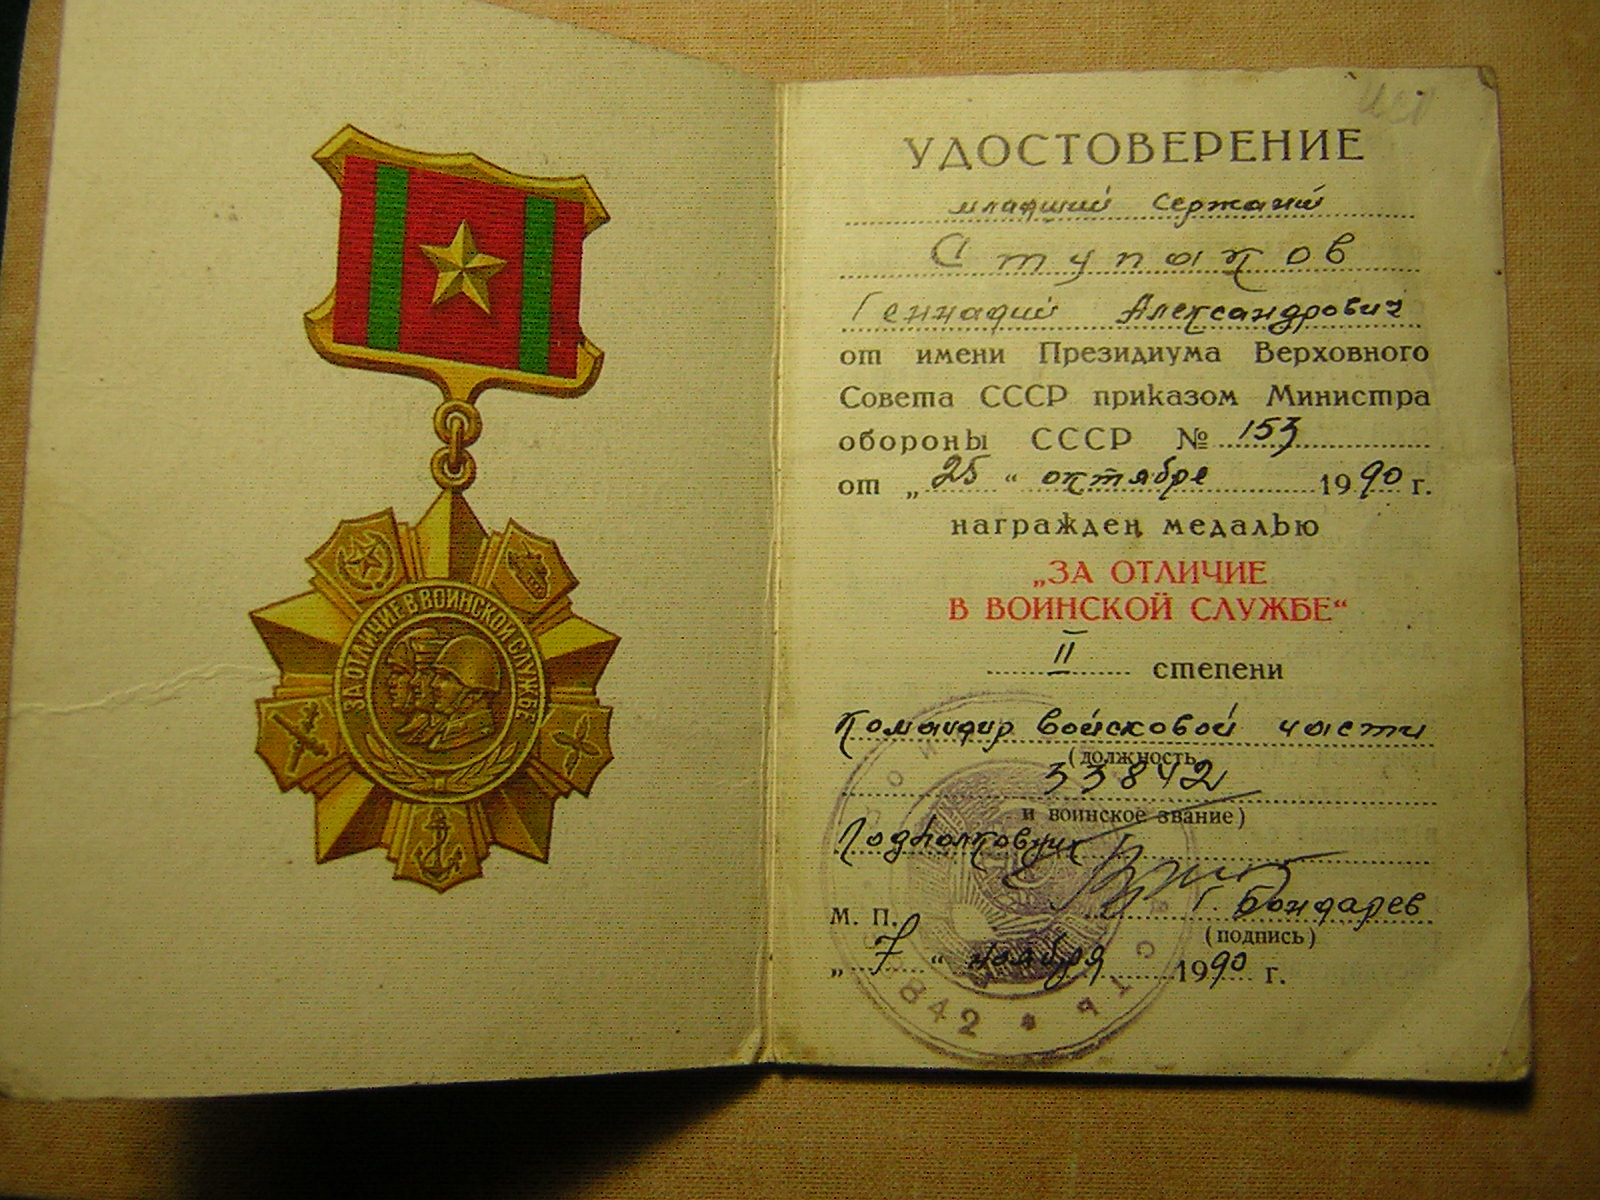 ЗА ОТЛИЧИЕ В ВОИНСКОЙ СЛУЖБЕ
УДОСТОВЕРЕНИЕ
младший сержант
Ступаков
Геннадий Александрович
от имени Президиума Верховного
Совета СССР приказом Министра
обороны СССР № 153
от „25“ октября 1990 г.
награжден медалью
„ЗА ОТЛИЧИЕ
В ВОИНСКОЙ СЛУЖБЕ“
II степени
Командир войсковой части
(должность
33842
и воинское звание)
Подполковник
Г. Бондарев
М. П.
(подпись)
„7“ ноября 1990 г.